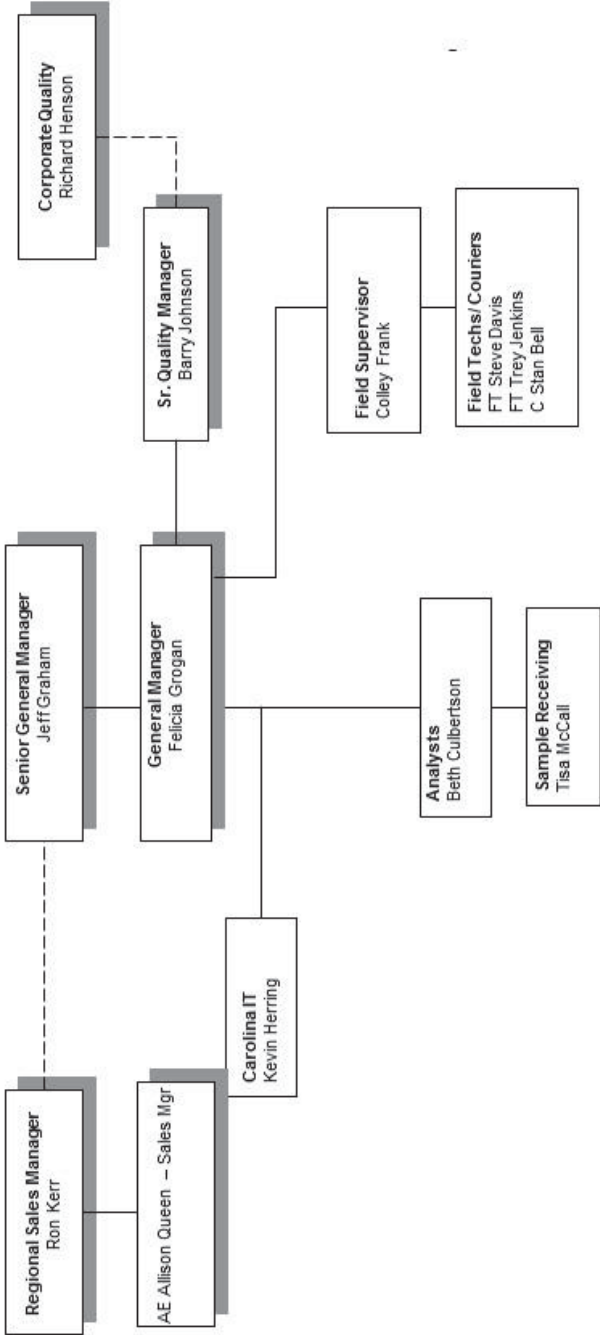 Corporate Quality
Richard Henson
Senior General Manager
Jeff Graham
Regional Sales Manager
Ron Kerr
Sr. Quality Manager
Barry Johnson
General Manager
Felicia Grogan
AE Allison Queen – Sales Mgr
Carolina IT
Kevin Herring
Field Supervisor
Colley Frank
Analysts
Beth Culbertson
Field Techs/ Couriers
FT Steve Davis
FT Trey Jenkins
C Stan Bell
Sample Receiving
Tisa McCall